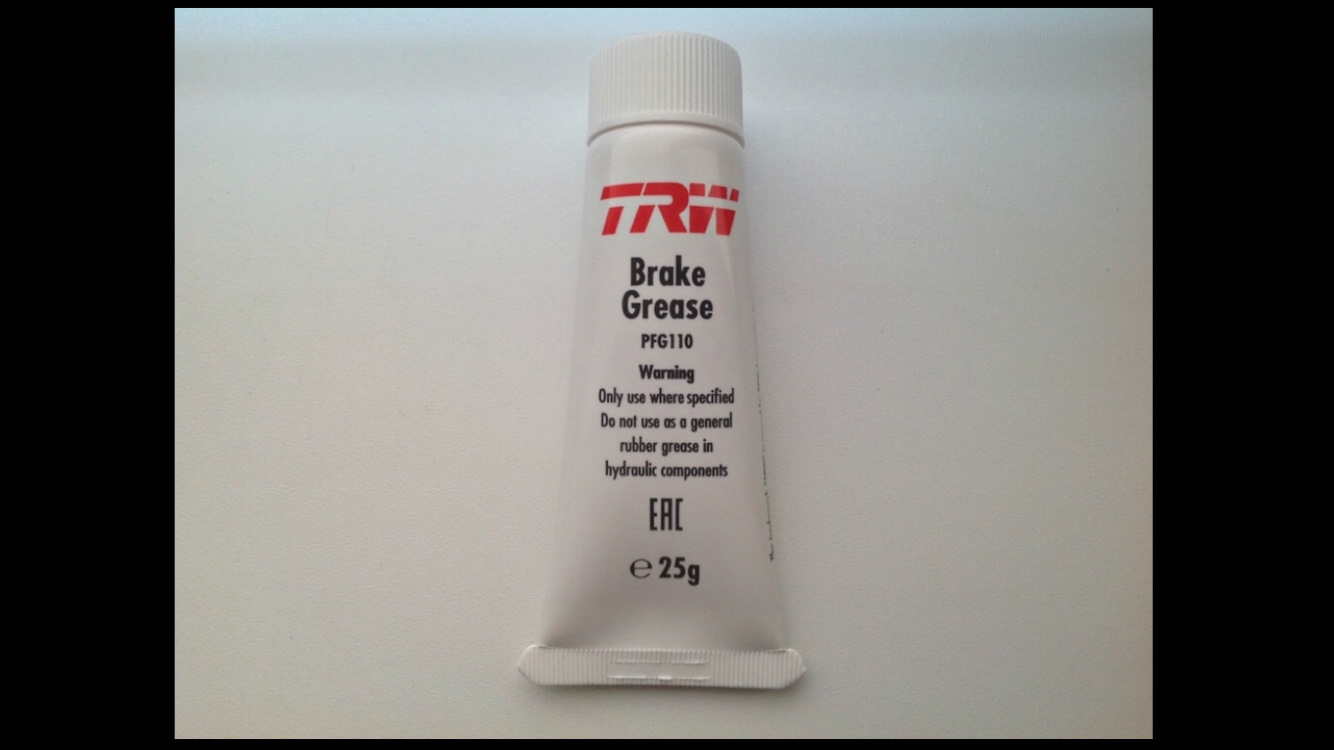 TRW
Brake
Grease
PFG110
Warning
Only use where specified
Do not use as a general
rubber grease in
hydraulic components
EAC
℮ 25g